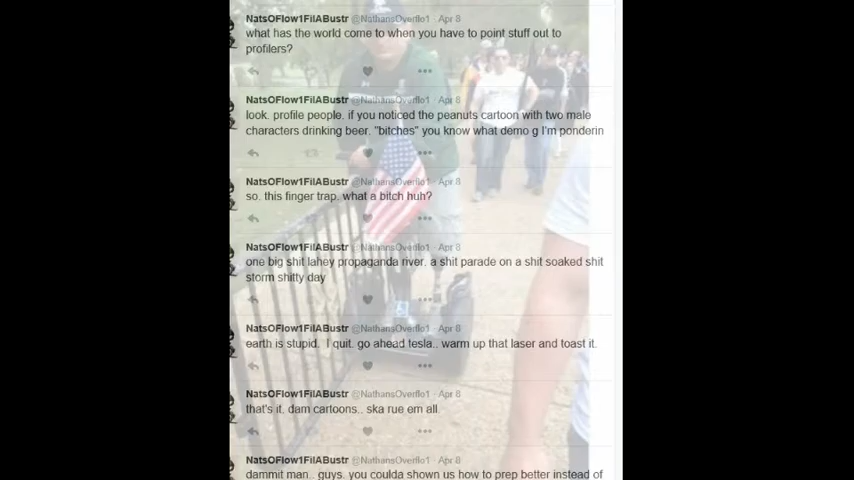 NatsOFlow1FilABustr @NathansOverflo1 · Apr 8
what has the world come to when you have to point stuff out to
profilers?
NatsOFlow1FilABustr @NathansOverflo1 · Apr 8
look. profile people. if you noticed the peanuts cartoon with two male
characters drinking beer. "bitches" you know what demo g I'm ponderin
NatsOFlow1FilABustr @NathansOverflo1 · Apr 8
so. this finger trap. what a bitch huh?
NatsOFlow1FilABustr @NathansOverflo1 · Apr 8
one big shit lahey propaganda river. a shit parade on a shit soaked shit
storm shitty day
NatsOFlow1FilABustr @NathansOverflo1 · Apr 8
earth is stupid. I quit. go ahead tesla.. warm up that laser and toast it.
NatsOFlow1FilABustr @NathansOverflo1 · Apr 8
that's it. dam cartoons.. ska rue em all.
NatsOFlow1FilABustr @NathansOverflo1 · Apr 8
dammit man.. guys. you coulda shown us how to prep better instead of